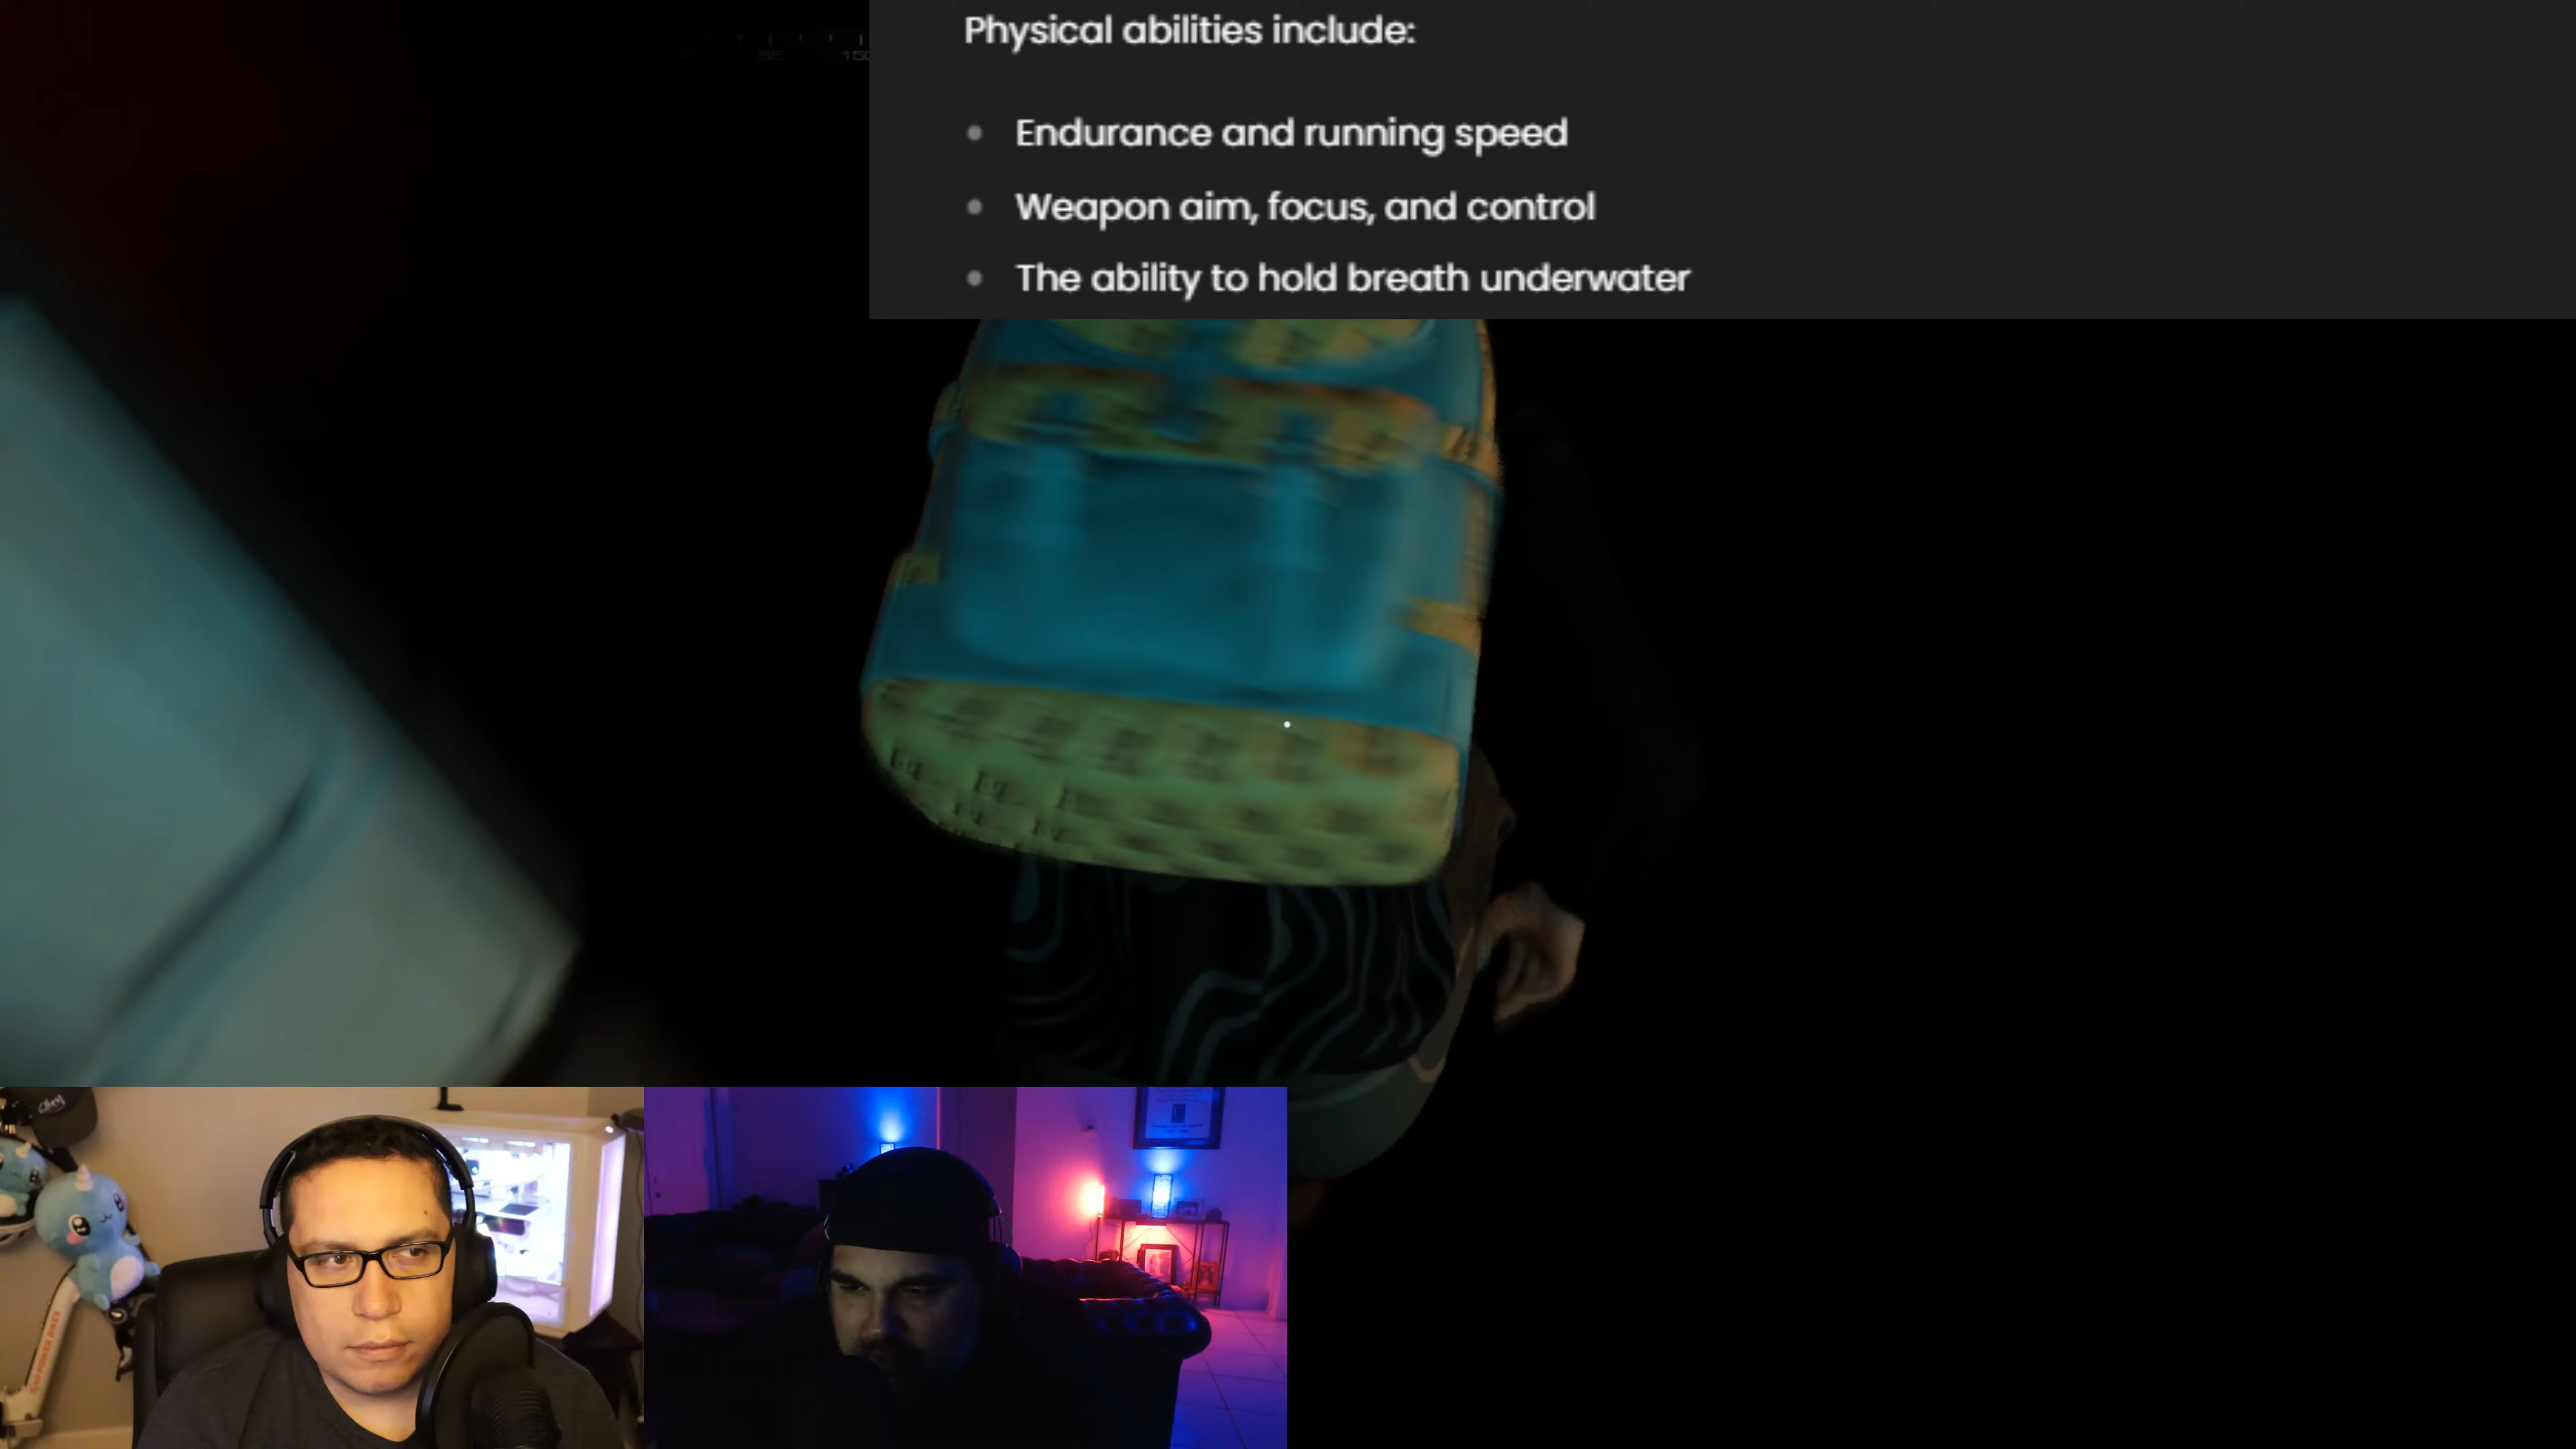 Physical abilities include:
Endurance and running speed
Weapon aim, focus, and control
The ability to hold breath underwater